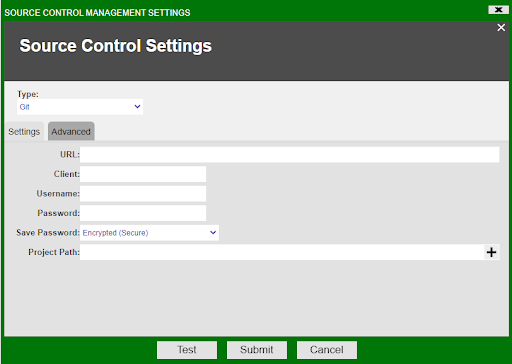 SOURCE CONTROL MANAGEMENT SETTINGS
Source Control Settings
Type:
Git
Settings Advanced
URL:
Client:
Username:
Password:
Save Password: Encrypted (Secure)
Project Path:
Test Submit Cancel